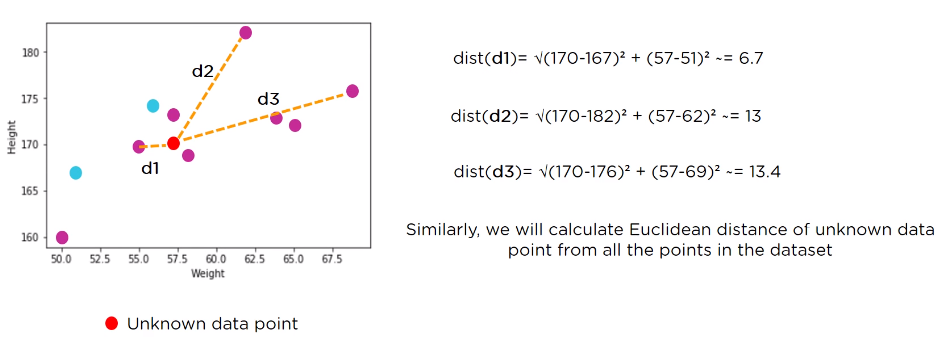 180
175
170
165
160
Height
50.0 52.5 55.0 57.5 60.0 62.5 65.0 67.5
Weight
d2
d3
d1
Unknown data point
dist(d1)= √(170-167)² + (57-51)² ~= 6.7
dist(d2)= √(170-182)² + (57-62)² ~= 13
dist(d3)= √(170-176)² + (57-69)² ~= 13.4
Similarly, we will calculate Euclidean distance of unknown data
point from all the points in the dataset